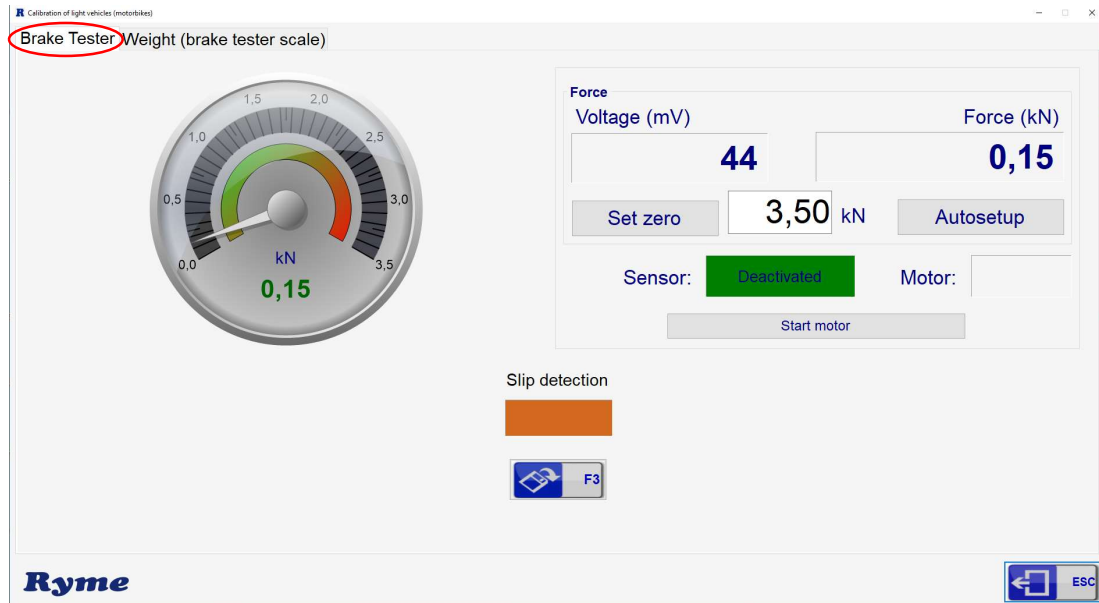 R Calibration of light vehicles (motorbikes)
Brake Tester Weight (brake tester scale)
0,0
0,5
1,0
1,5
2,0
2,5
3,0
3,5
kN
0,15
Force
Voltage (mV) Force (kN)
44 0,15
Set zero 3,50 kN Autosetup
Sensor: Deactivated Motor:
Start motor
Slip detection
F3
Ryme
ESC